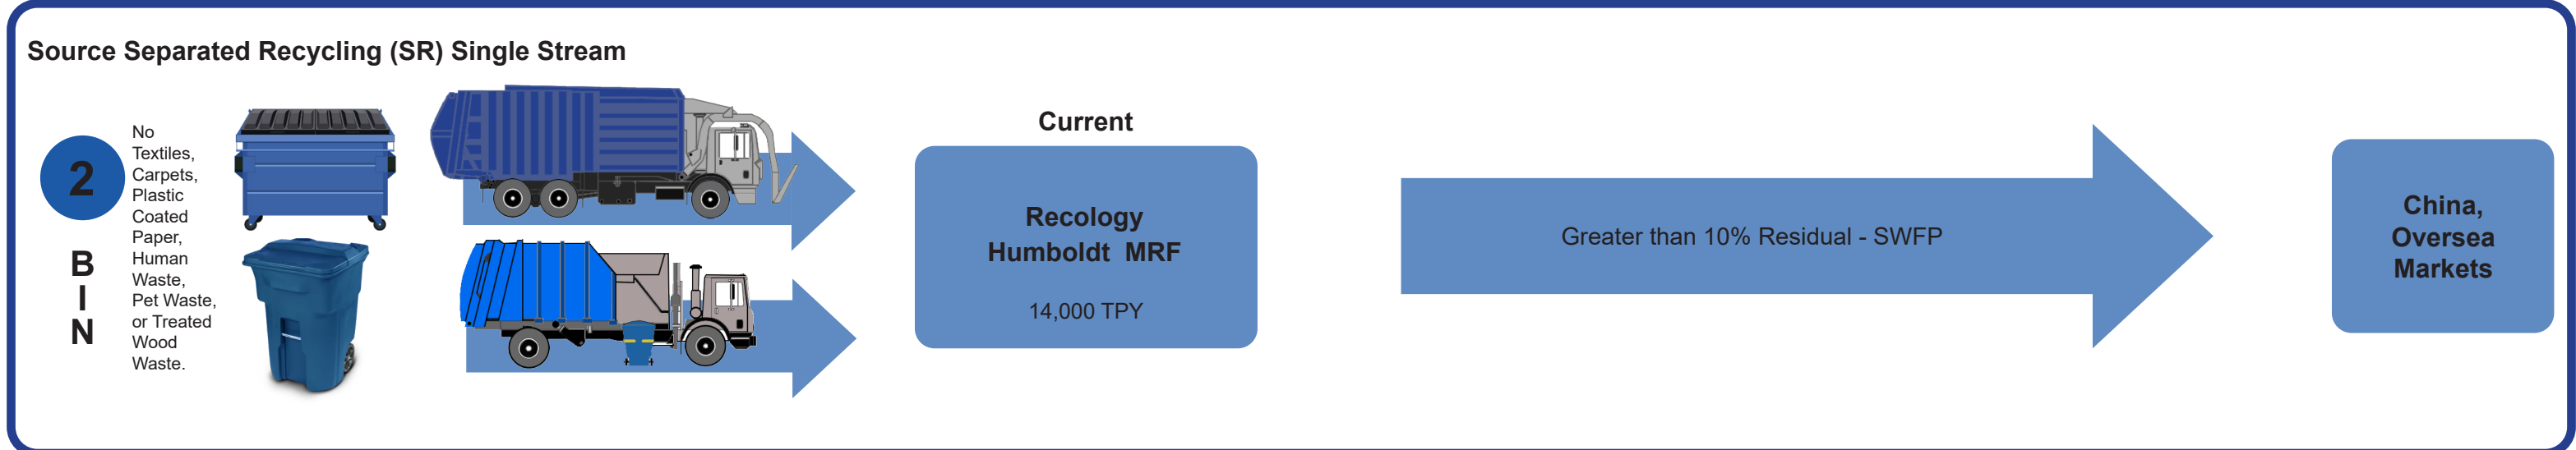 Source Separated Recycling (SR) Single Stream
2
B
I
N
No
Textiles,
Carpets,
Plastic
Coated
Paper,
Human
Waste,
Pet Waste,
or Treated
Wood
Waste.
Current
Recology
Humboldt MRF
14,000 TPY
Greater than 10% Residual - SWFP
China,
Oversea
Markets